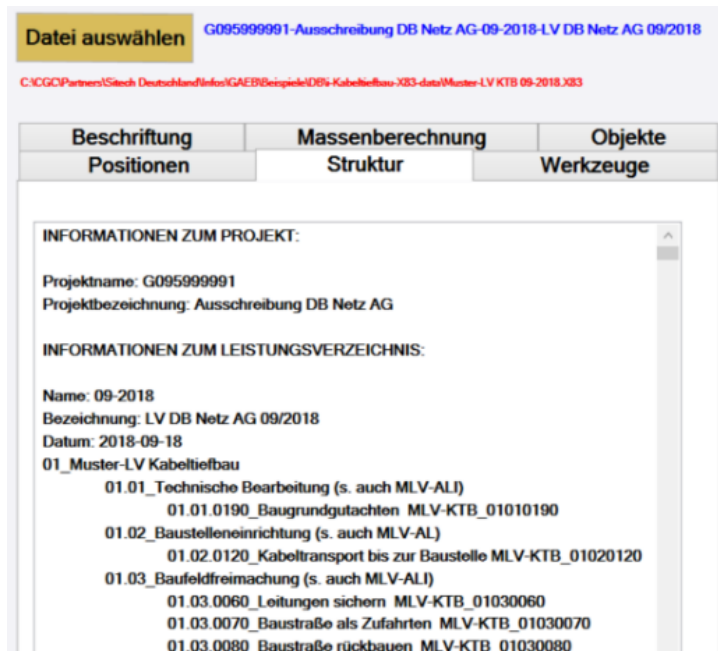 Datei auswählen
G095999991-Ausschreibung DB Netz AG-09-2018-LV DB Netz AG 09/2018
C:\CGC\Partners\Sitech Deutschland\Infos\GAEB\Beispiele\DB\i-Kabeltiefbau-X83-data\Muster-LV KTB 09-2018.X83
Beschriftung Massenberechnung Objekte
Positionen Struktur Werkzeuge
INFORMATIONEN ZUM PROJEKT:
Projektname: G095999991
Projektbezeichnung: Ausschreibung DB Netz AG
INFORMATIONEN ZUM LEISTUNGSVERZEICHNIS:
Name: 09-2018
Bezeichnung: LV DB Netz AG 09/2018
Datum: 2018-09-18
01_Muster-LV Kabeltiefbau
01.01_Technische Bearbeitung (s. auch MLV-ALI)
01.01.0190_Baugrundgutachten MLV-KTB_01010190
01.02_Baustelleneinrichtung (s. auch MLV-AL)
01.02.0120_Kabeltransport bis zur Baustelle MLV-KTB_01020120
01.03_Baufeldfreimachung (s. auch MLV-ALI)
01.03.0060_Leitungen sichern MLV-KTB_01030060
01.03.0070_Baustraße als Zufahrten MLV-KTB_01030070
01.03.0080_Baustraße rückbauen MLV-KTB_01030080